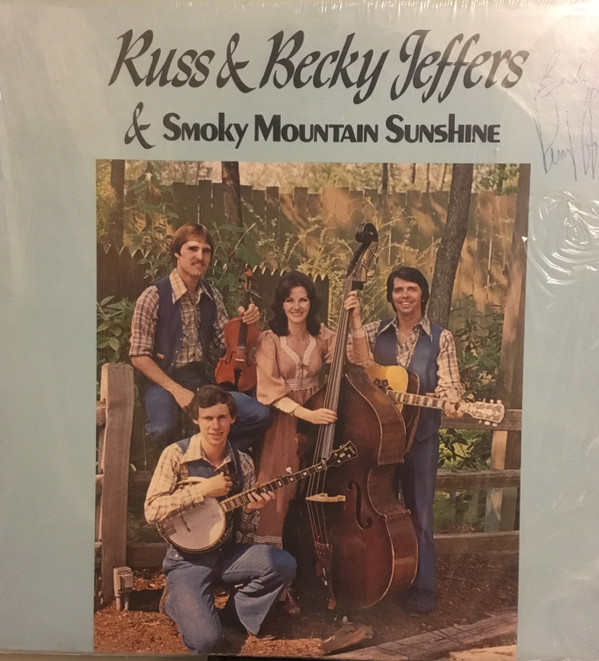 Russ & Becky Jeffers
& Smoky Mountain Sunshine